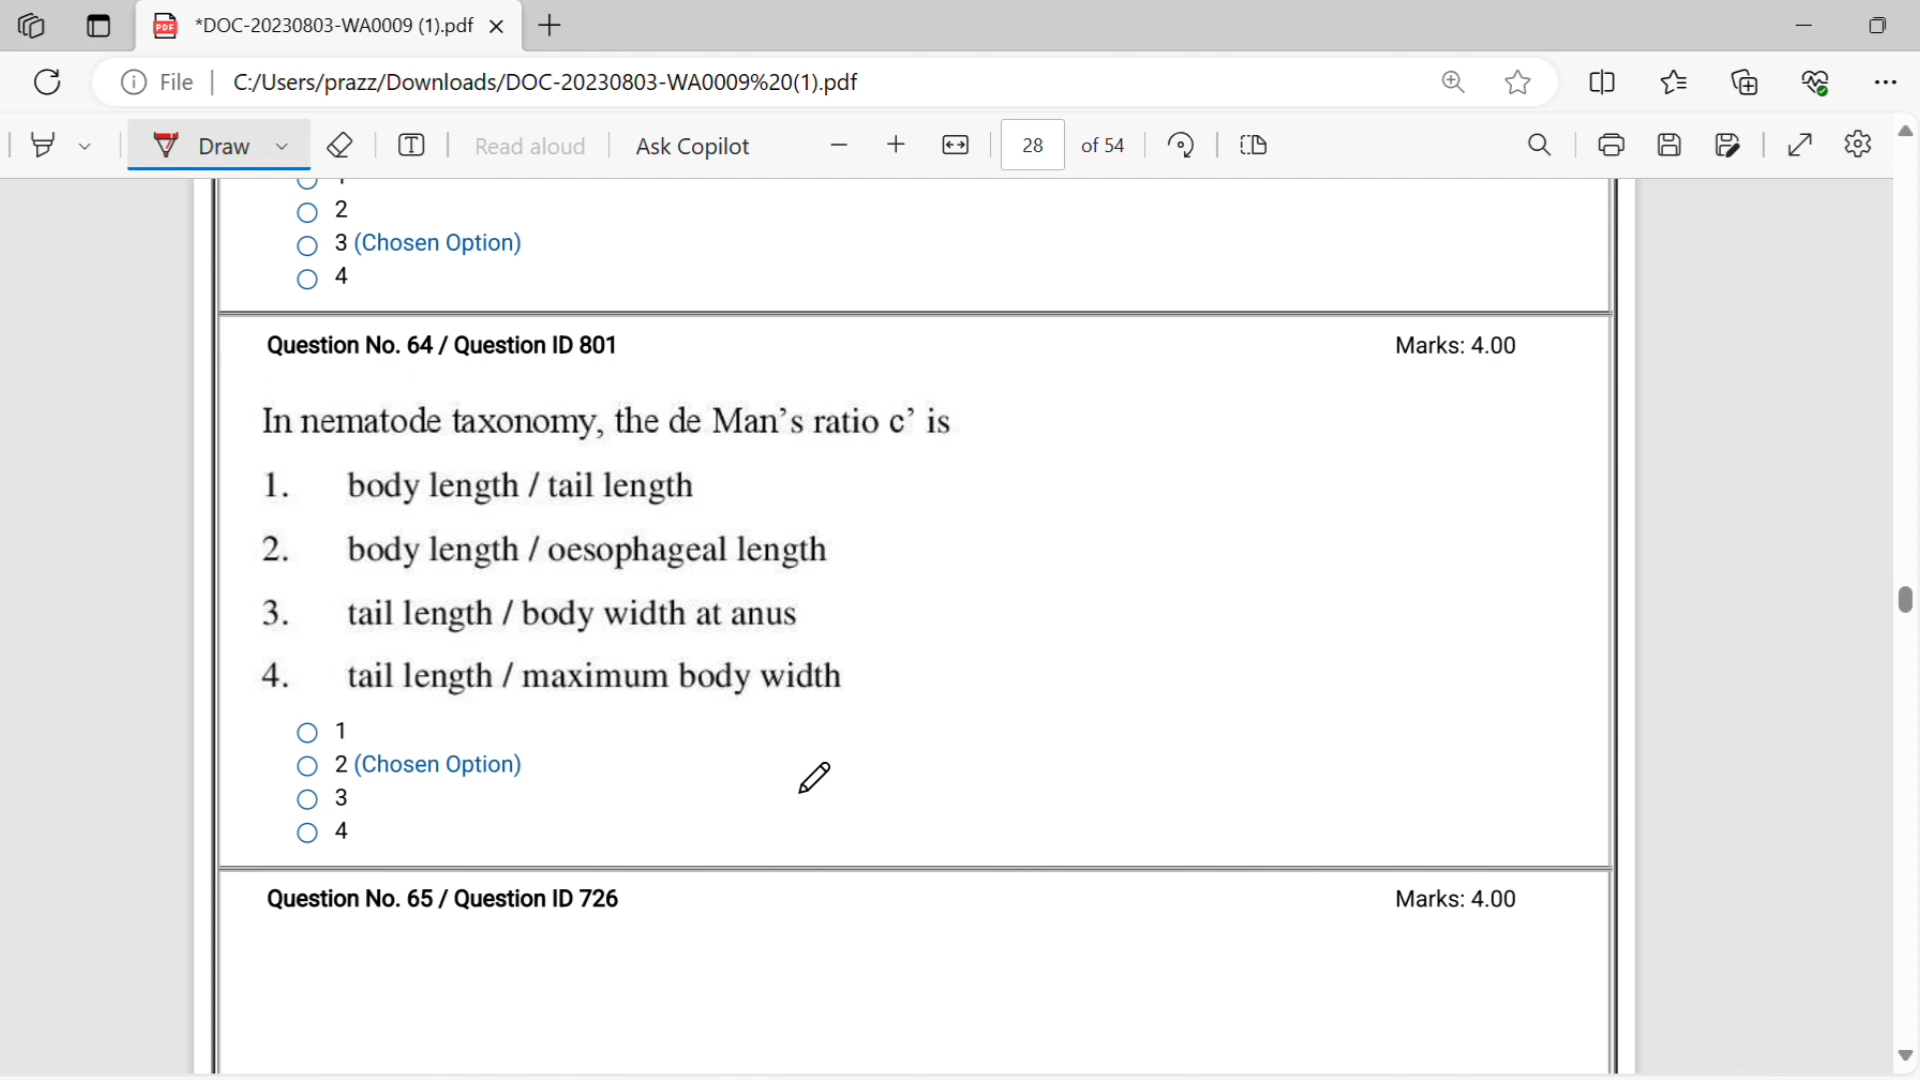 *DOC-20230803-WA0009 (1).pdf
File
C:/Users/prazz/Downloads/DOC-20230803-WA0009%20(1).pdf
Draw
Read aloud
Ask Copilot
28
of 54
2
3 (Chosen Option)
4
Question No. 64 / Question ID 801
Marks: 4.00
In nematode taxonomy, the de Man's ratio c' is
1. body length / tail length
2. body length / oesophageal length
3. tail length / body width at anus
4. tail length / maximum body width
1
2 (Chosen Option)
3
4
Question No. 65 / Question ID 726
Marks: 4.00